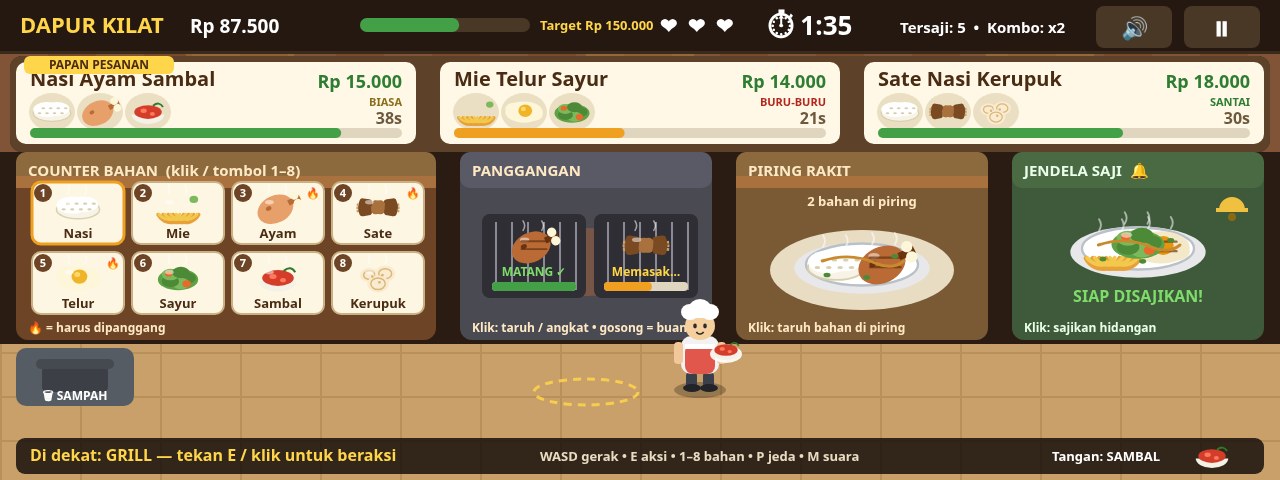 DAPUR KILAT
Rp 87.500
Target Rp 150.000
1:35
Tersaji: 5 • Kombo: x2
PAPAN PESANAN
Nasi Ayam Sambal
Rp 15.000
BIASA
38s
Mie Telur Sayur
Rp 14.000
BURU-BURU
21s
Sate Nasi Kerupuk
Rp 18.000
SANTAI
30s
COUNTER BAHAN (klik / tombol 1–8)
1
Nasi
2
Mie
3
Ayam
4
Sate
5
Telur
6
Sayur
7
Sambal
8
Kerupuk
🔥 = harus dipanggang
PANGGANGAN
MATANG ✓
Memasak...
Klik: taruh / angkat • gosong = buan
PIRING RAKIT
2 bahan di piring
Klik: taruh bahan di piring
JENDELA SAJI 🔔
SIAP DISAJIKAN!
Klik: sajikan hidangan
SAMPAH
Di dekat: GRILL — tekan E / klik untuk beraksi
WASD gerak • E aksi • 1–8 bahan • P jeda • M suara
Tangan: SAMBAL